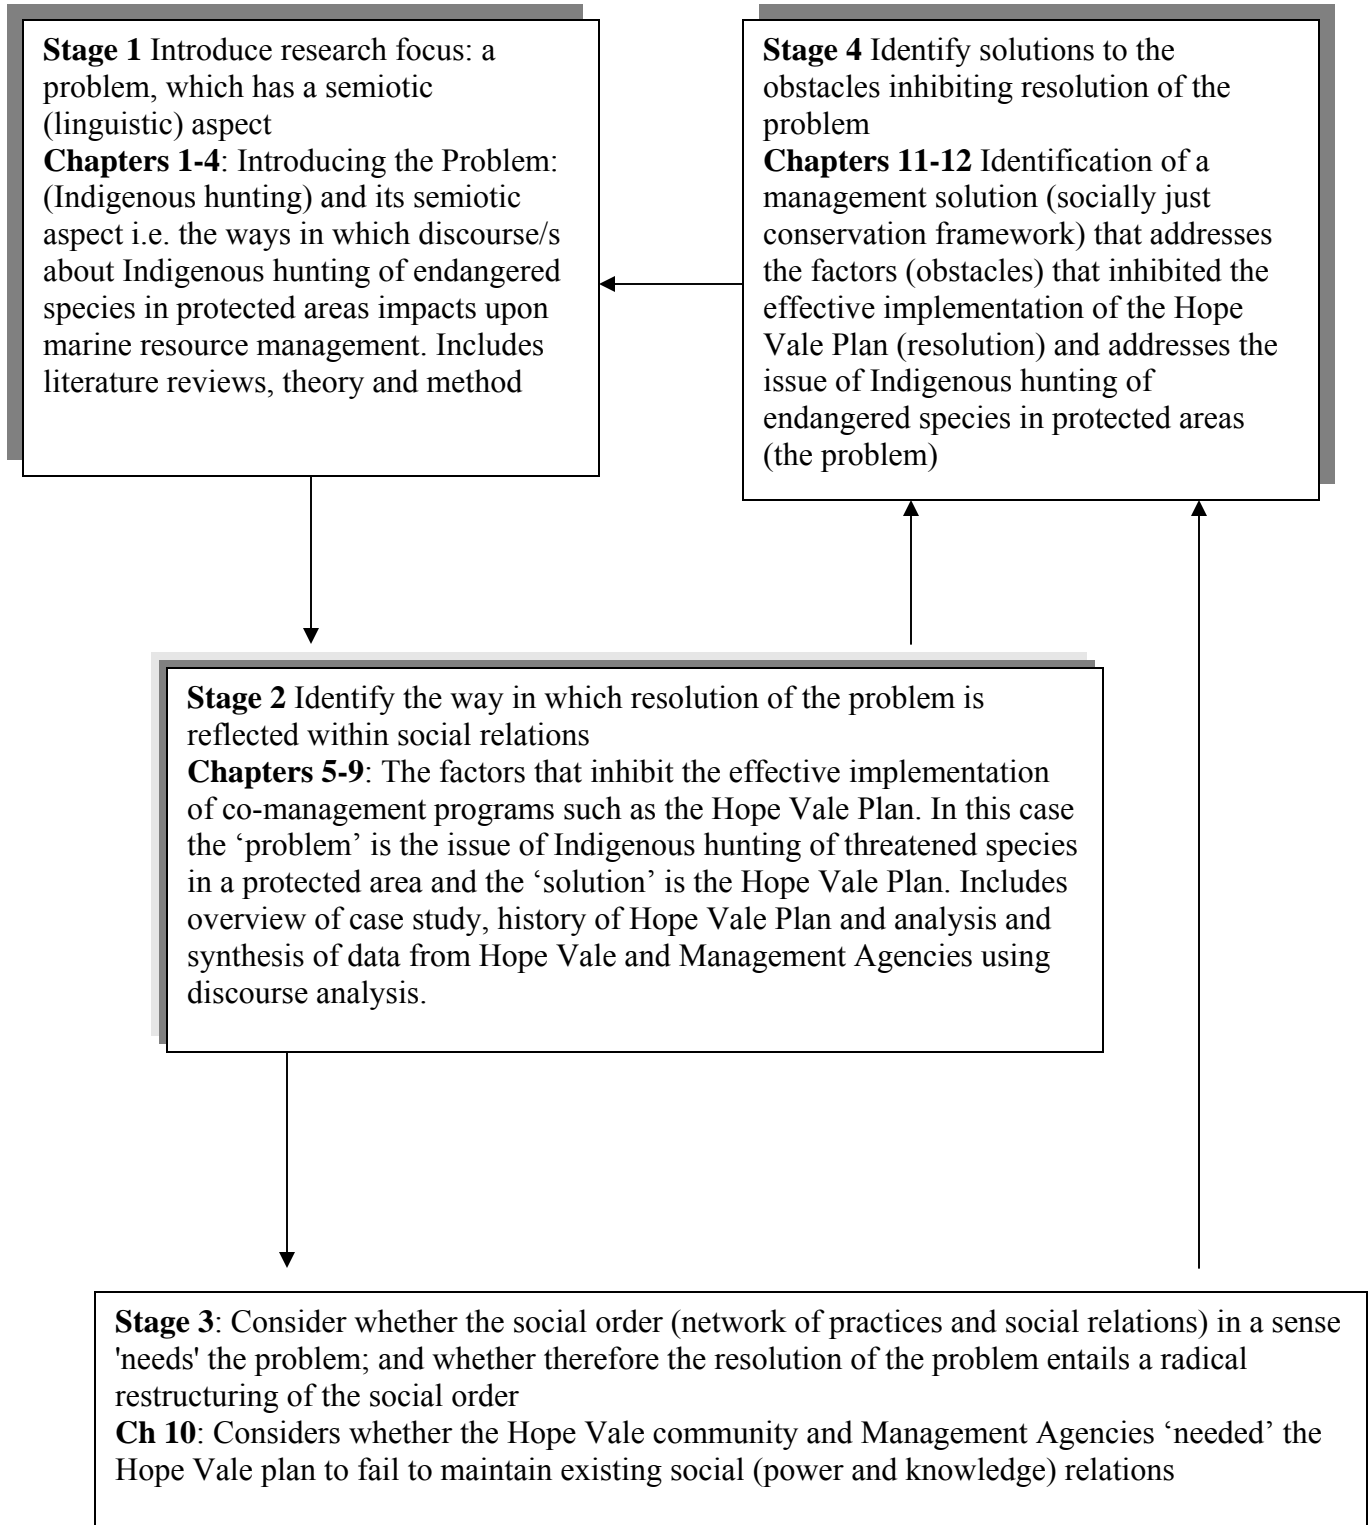 Stage 1 Introduce research focus: a
problem, which has a semiotic
(linguistic) aspect
Chapters 1-4: Introducing the Problem:
(Indigenous hunting) and its semiotic
aspect i.e. the ways in which discourse/s
about Indigenous hunting of endangered
species in protected areas impacts upon
marine resource management. Includes
literature reviews, theory and method
Stage 4 Identify solutions to the
obstacles inhibiting resolution of the
problem
Chapters 11-12 Identification of a
management solution (socially just
conservation framework) that addresses
the factors (obstacles) that inhibited the
effective implementation of the Hope
Vale Plan (resolution) and addresses the
issue of Indigenous hunting of
endangered species in protected areas
(the problem)
Stage 2 Identify the way in which resolution of the problem is
reflected within social relations
Chapters 5-9: The factors that inhibit the effective implementation
of co-management programs such as the Hope Vale Plan. In this case
the ‘problem’ is the issue of Indigenous hunting of threatened species
in a protected area and the ‘solution’ is the Hope Vale Plan. Includes
overview of case study, history of Hope Vale Plan and analysis and
synthesis of data from Hope Vale and Management Agencies using
discourse analysis.
Stage 3: Consider whether the social order (network of practices and social relations) in a sense
'needs' the problem; and whether therefore the resolution of the problem entails a radical
restructuring of the social order
Ch 10: Considers whether the Hope Vale community and Management Agencies ‘needed’ the
Hope Vale plan to fail to maintain existing social (power and knowledge) relations